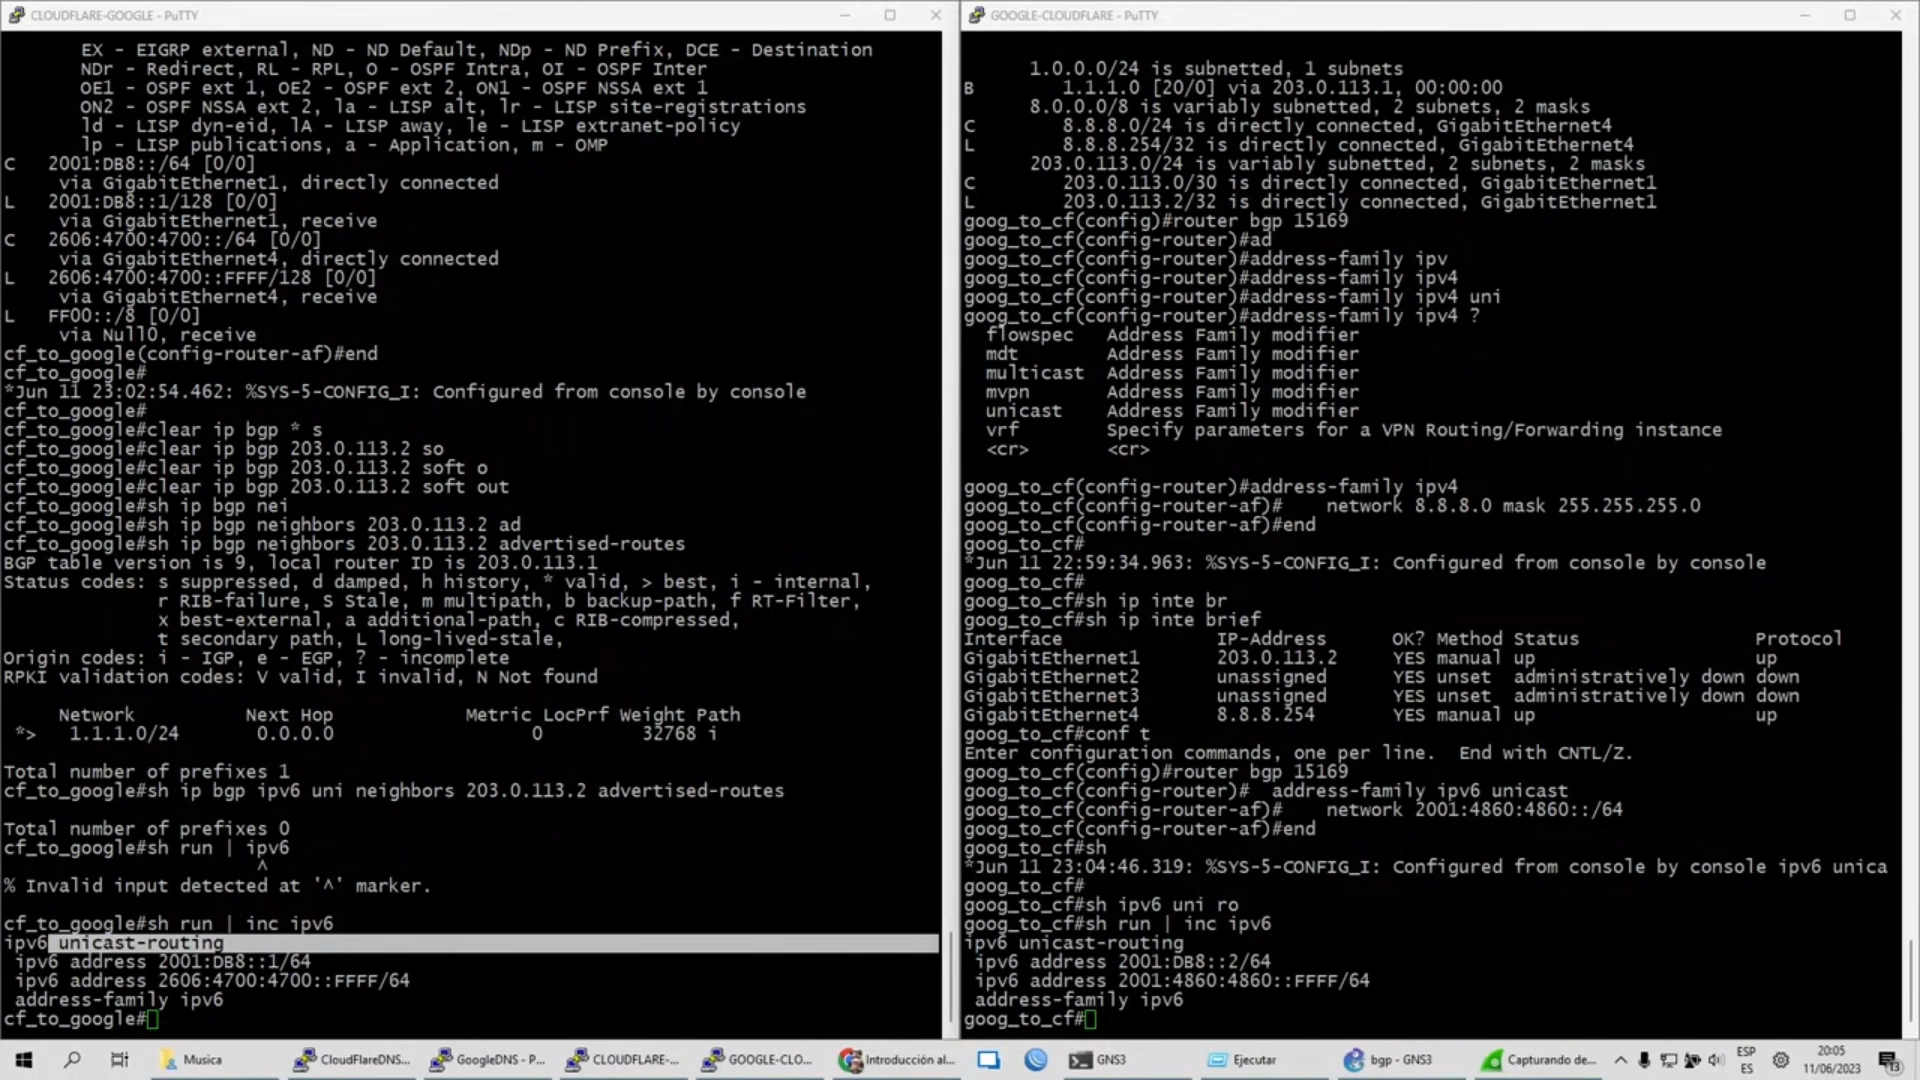 CLOUDFLARE-GOOGLE - PuTTY
EX - EIGRP external, ND - ND Default, NDp - ND Prefix, DCE - Destination
NDr - Redirect, RL - RPL, O - OSPF Intra, OI - OSPF Inter
OE1 - OSPF ext 1, OE2 - OSPF ext 2, ON1 - OSPF NSSA ext 1
ON2 - OSPF NSSA ext 2, la - LISP alt, lr - LISP site-registrations
ld - LISP dyn-eid, lA - LISP away, le - LISP extranet-policy
lp - LISP publications, a - Application, m - OMP
C 2001:DB8::/64 [0/0]
via GigabitEthernet1, directly connected
L 2001:DB8::1/128 [0/0]
via GigabitEthernet1, receive
C 2606:4700:4700::/64 [0/0]
via GigabitEthernet4, directly connected
L 2606:4700:4700::FFFF/128 [0/0]
via GigabitEthernet4, receive
L FF00::/8 [0/0]
via Null0, receive
cf_to_google(config-router-af)#end
cf_to_google#
*Jun 11 23:02:54.462: %SYS-5-CONFIG_I: Configured from console by console
cf_to_google#
cf_to_google#clear ip bgp * s
cf_to_google#clear ip bgp 203.0.113.2 so
cf_to_google#clear ip bgp 203.0.113.2 soft o
cf_to_google#clear ip bgp 203.0.113.2 soft out
cf_to_google#sh ip bgp nei
cf_to_google#sh ip bgp neighbors 203.0.113.2 ad
cf_to_google#sh ip bgp neighbors 203.0.113.2 advertised-routes
BGP table version is 9, local router ID is 203.0.113.1
Status codes: s suppressed, d damped, h history, * valid, > best, i - internal,
r RIB-failure, S Stale, m multipath, b backup-path, f RT-Filter,
x best-external, a additional-path, c RIB-compressed,
t secondary path, L long-lived-stale,
Origin codes: i - IGP, e - EGP, ? - incomplete
RPKI validation codes: V valid, I invalid, N Not found
Network Next Hop Metric LocPrf Weight Path
*> 1.1.1.0/24 0.0.0.0 0 32768 i
Total number of prefixes 1
cf_to_google#sh ip bgp ipv6 uni neighbors 203.0.113.2 advertised-routes
Total number of prefixes 0
cf_to_google#sh run | ipv6
^
% Invalid input detected at '^' marker.
cf_to_google#sh run | inc ipv6
ipv6 unicast-routing
ipv6 address 2001:DB8::1/64
ipv6 address 2606:4700:4700::FFFF/64
address-family ipv6
cf_to_google#
GOOGLE-CLOUDFLARE - PuTTY
1.0.0.0/24 is subnetted, 1 subnets
B 1.1.1.0 [20/0] via 203.0.113.1, 00:00:00
8.0.0.0/8 is variably subnetted, 2 subnets, 2 masks
C 8.8.8.0/24 is directly connected, GigabitEthernet4
L 8.8.8.254/32 is directly connected, GigabitEthernet4
203.0.113.0/24 is variably subnetted, 2 subnets, 2 masks
C 203.0.113.0/30 is directly connected, GigabitEthernet1
L 203.0.113.2/32 is directly connected, GigabitEthernet1
goog_to_cf(config)#router bgp 15169
goog_to_cf(config-router)#ad
goog_to_cf(config-router)#address-family ipv
goog_to_cf(config-router)#address-family ipv4
goog_to_cf(config-router)#address-family ipv4 uni
goog_to_cf(config-router)#address-family ipv4 ?
flowspec Address Family modifier
mdt Address Family modifier
multicast Address Family modifier
mvpn Address Family modifier
unicast Address Family modifier
vrf Specify parameters for a VPN Routing/Forwarding instance
<cr> <cr>
goog_to_cf(config-router)#address-family ipv4
goog_to_cf(config-router-af)# network 8.8.8.0 mask 255.255.255.0
goog_to_cf(config-router-af)#end
goog_to_cf#
*Jun 11 22:59:34.963: %SYS-5-CONFIG_I: Configured from console by console
goog_to_cf#
goog_to_cf#sh ip inte br
goog_to_cf#sh ip inte brief
Interface IP-Address OK? Method Status Protocol
GigabitEthernet1 203.0.113.2 YES manual up up
GigabitEthernet2 unassigned YES unset administratively down down
GigabitEthernet3 unassigned YES unset administratively down down
GigabitEthernet4 8.8.8.254 YES manual up up
goog_to_cf#conf t
Enter configuration commands, one per line. End with CNTL/Z.
goog_to_cf(config)#router bgp 15169
goog_to_cf(config-router)# address-family ipv6 unicast
goog_to_cf(config-router-af)# network 2001:4860:4860::/64
goog_to_cf(config-router-af)#end
goog_to_cf#sh
*Jun 11 23:04:46.319: %SYS-5-CONFIG_I: Configured from console by console ipv6 unica
goog_to_cf#
goog_to_cf#sh ipv6 uni ro
goog_to_cf#sh run | inc ipv6
ipv6 unicast-routing
ipv6 address 2001:DB8::2/64
ipv6 address 2001:4860:4860::FFFF/64
address-family ipv6
goog_to_cf#
Musica
CloudFlareDNS...
GoogleDNS - P...
CLOUDFLARE-...
GOOGLE-CLO...
Introducción al...
GNS3
Ejecutar
bgp - GNS3
Capturando de...
ESP
ES
20:05
11/06/2023
13